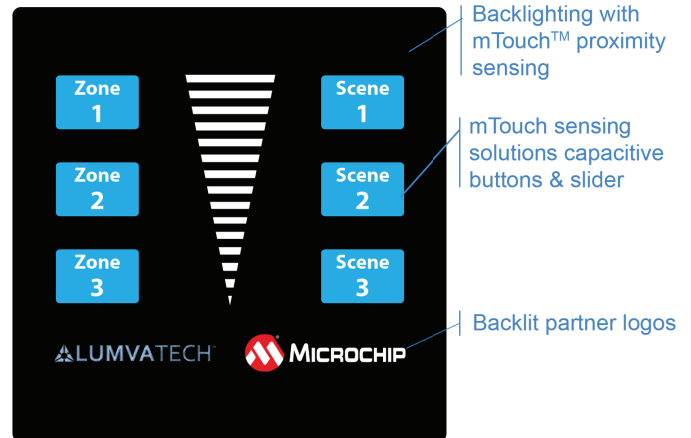 Backlighting with
mTouch™ proximity
sensing
Zone
1
Scene
1
mTouch sensing
solutions capacitive
buttons & slider
Zone
2
Scene
2
Zone
3
Scene
3
Backlit partner logos
LUMVATECH™
MICROCHIP